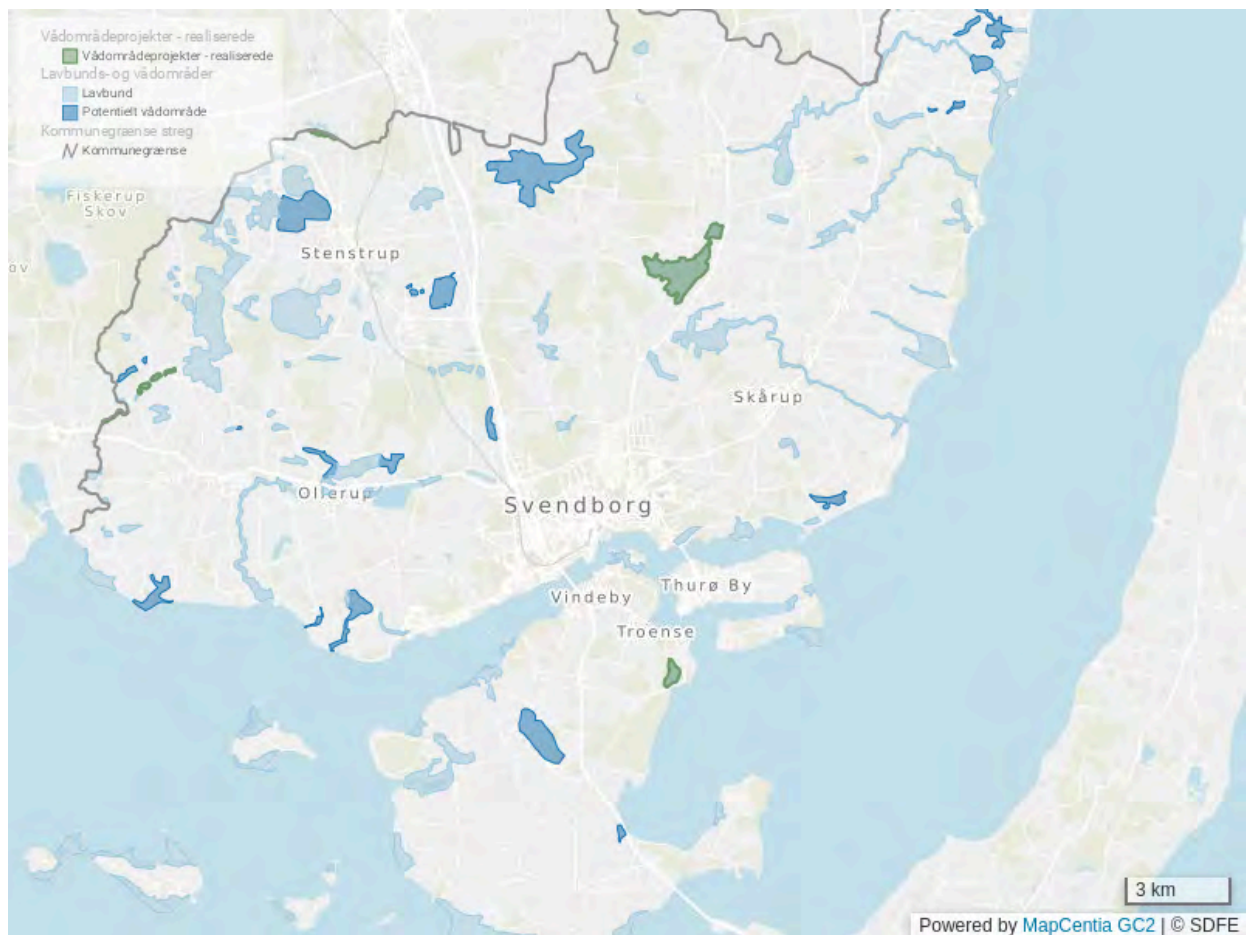 Vådområdeprojekter - realiserede
Vådområdeprojekter - realiserede
Lavbunds- og vådområder
Lavbund
Potentielt vådområde
Kommunegrænse streg
Kommunegrænse
Fiskerup
Skov
ov
Stenstrup
Skårup
Ollerup
Svendborg
Vindeby
Thurø By
Troense
3 km
Powered by MapCentia GC2 | © SDFE